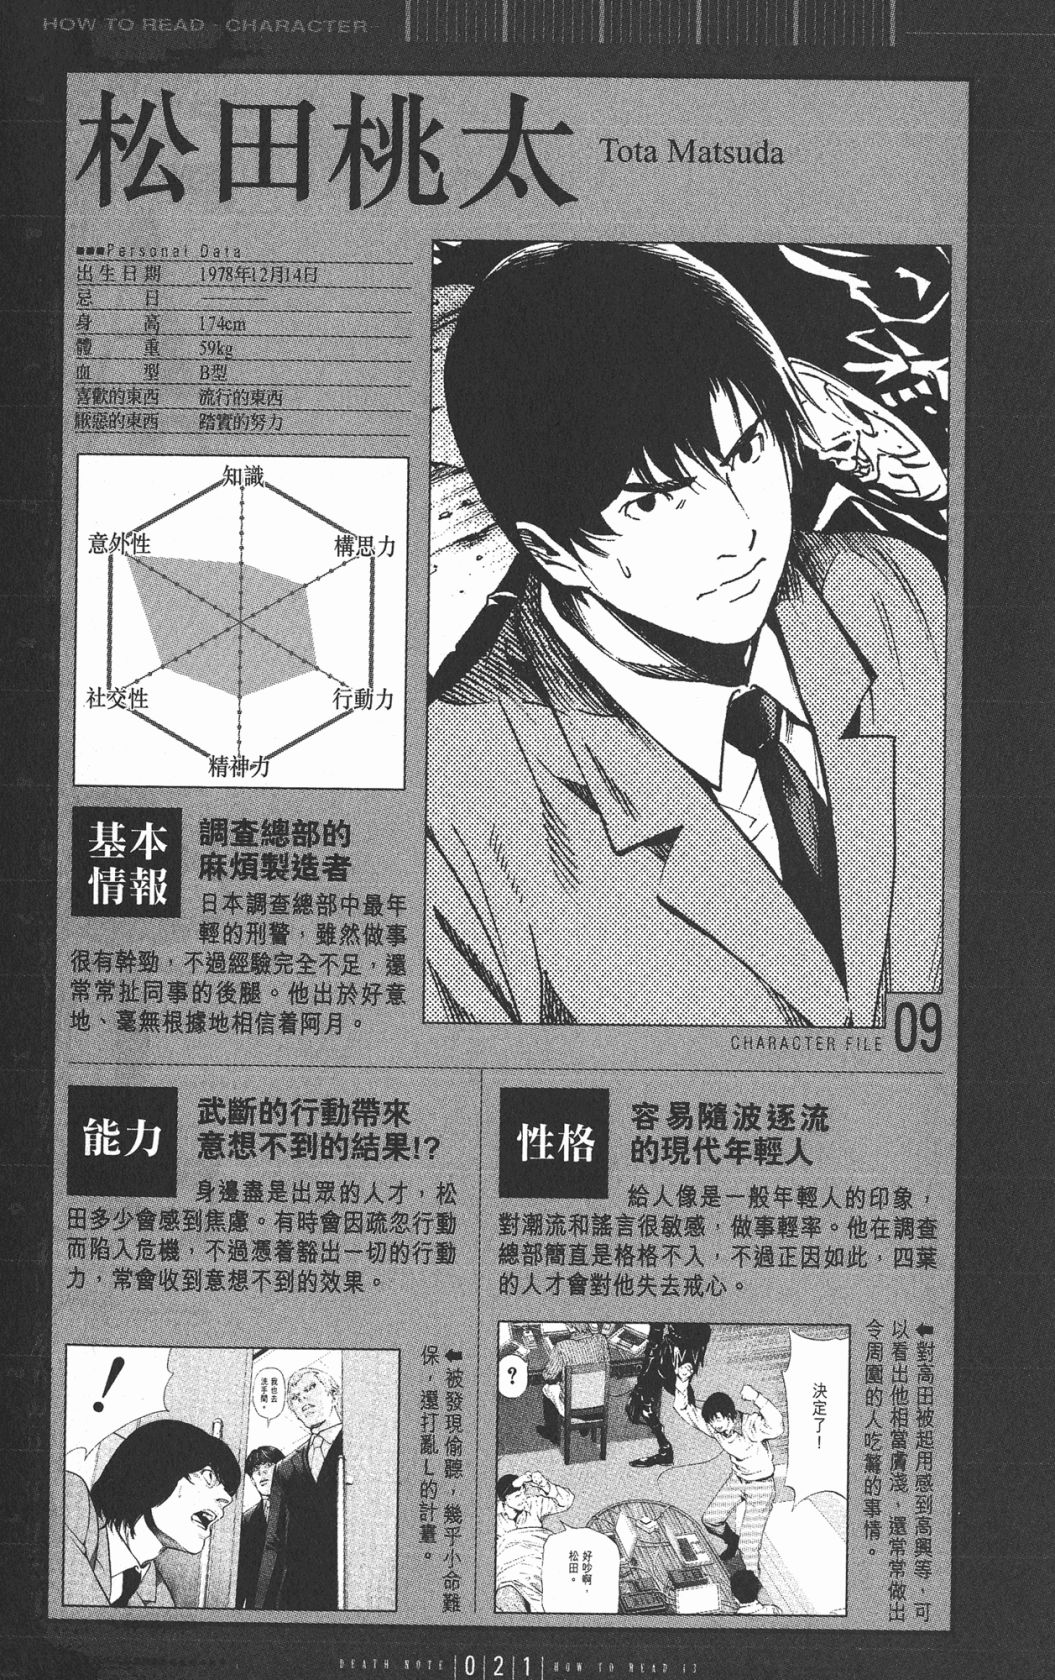 HOW TO READ - CHARACTER
松田桃太 Tota Matsuda
■■■Personal Data
出生日期 1978年12月14日
忌日 ————
身高 174cm
體重 59kg
血型 B型
喜歡的東西 流行的東西
厭惡的東西 踏實的努力
知識
意外性
構思力
社交性
行動力
精神力
CHARACTER FILE 09
基本
情報
調查總部的
麻煩製造者
日本調查總部中最年
輕的刑警，雖然做事
很有幹勁，不過經驗完全不足，還
常常扯同事的後腿。他出於好意
地、毫無根據地相信着阿月。
能力
武斷的行動帶來
意想不到的結果!?
身邊盡是出眾的人才，松
田多少會感到焦慮。有時會因疏忽行動
而陷入危機，不過憑着豁出一切的行動
力，常會收到意想不到的效果。
性格
容易隨波逐流
的現代年輕人
給人像是一般年輕人的印象，
對潮流和謠言很敏感，做事輕率。他在調查
總部簡直是格格不入，不過正因如此，四葉
的人才會對他失去戒心。
！
我也去
洗手間。
⬅被發現偷聽，幾乎小命難
保，還打亂L的計畫。
決定了！
？
好吵啊，
松田。
⬅對高田被起用感到高興等，可
以看出他相當膚淺，還常常做出
令周圍的人吃驚的事情。
DEATH NOTE |0|2|1| HOW TO READ 13